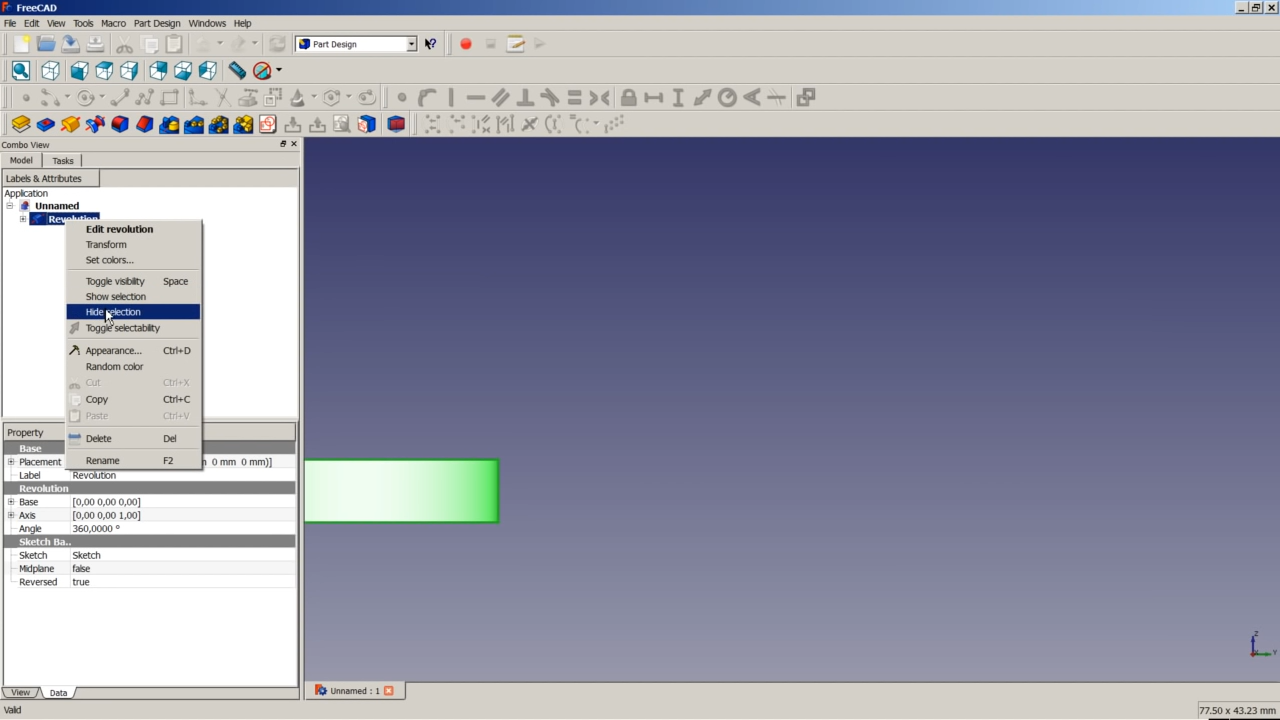 FreeCAD
File Edit View Tools Macro Part Design Windows Help
Part Design
Combo View
Model Tasks
Labels & Attributes
Application
Unnamed
Revolution
Edit revolution
Transform
Set colors...
Toggle visibility Space
Show selection
Hide selection
Toggle selectability
Appearance... Ctrl+D
Random color
Cut Ctrl+X
Copy Ctrl+C
Paste Ctrl+V
Delete Del
Rename F2
Property
Base
Placement 0 mm 0 mm)]
Label Revolution
Revolution
Base [0,00 0,00 0,00]
Axis [0,00 0,00 1,00]
Angle 360,0000 °
Sketch Ba..
Sketch Sketch
Midplane false
Reversed true
View Data
Unnamed : 1
Z
Y
Valid
77.50 x 43.23 mm